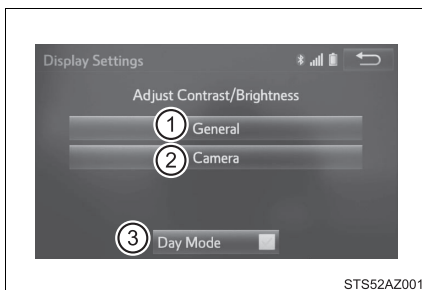 Display Settings
Adjust Contrast/Brightness
1 General
2 Camera
3 Day Mode
STS52AZ001